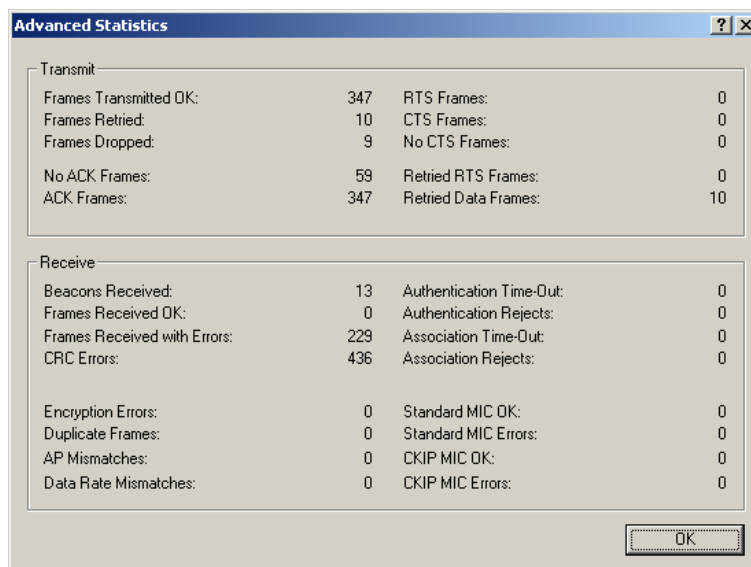 Advanced Statistics
Transmit
Frames Transmitted OK: 347 RTS Frames: 0
Frames Retried: 10 CTS Frames: 0
Frames Dropped: 9 No CTS Frames: 0
No ACK Frames: 59 Retried RTS Frames: 0
ACK Frames: 347 Retried Data Frames: 10
Receive
Beacons Received: 13 Authentication Time-Out: 0
Frames Received OK: 0 Authentication Rejects: 0
Frames Received with Errors: 229 Association Time-Out: 0
CRC Errors: 436 Association Rejects: 0
Encryption Errors: 0 Standard MIC OK: 0
Duplicate Frames: 0 Standard MIC Errors: 0
AP Mismatches: 0 CKIP MIC OK: 0
Data Rate Mismatches: 0 CKIP MIC Errors: 0
OK